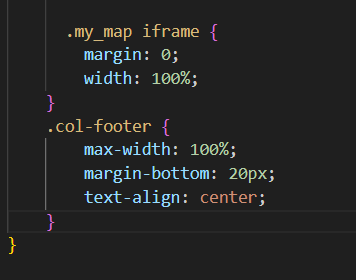 .my_map iframe {
margin: 0;
width: 100%;
}
.col-footer {
max-width: 100%;
margin-bottom: 20px;
text-align: center;
}
}